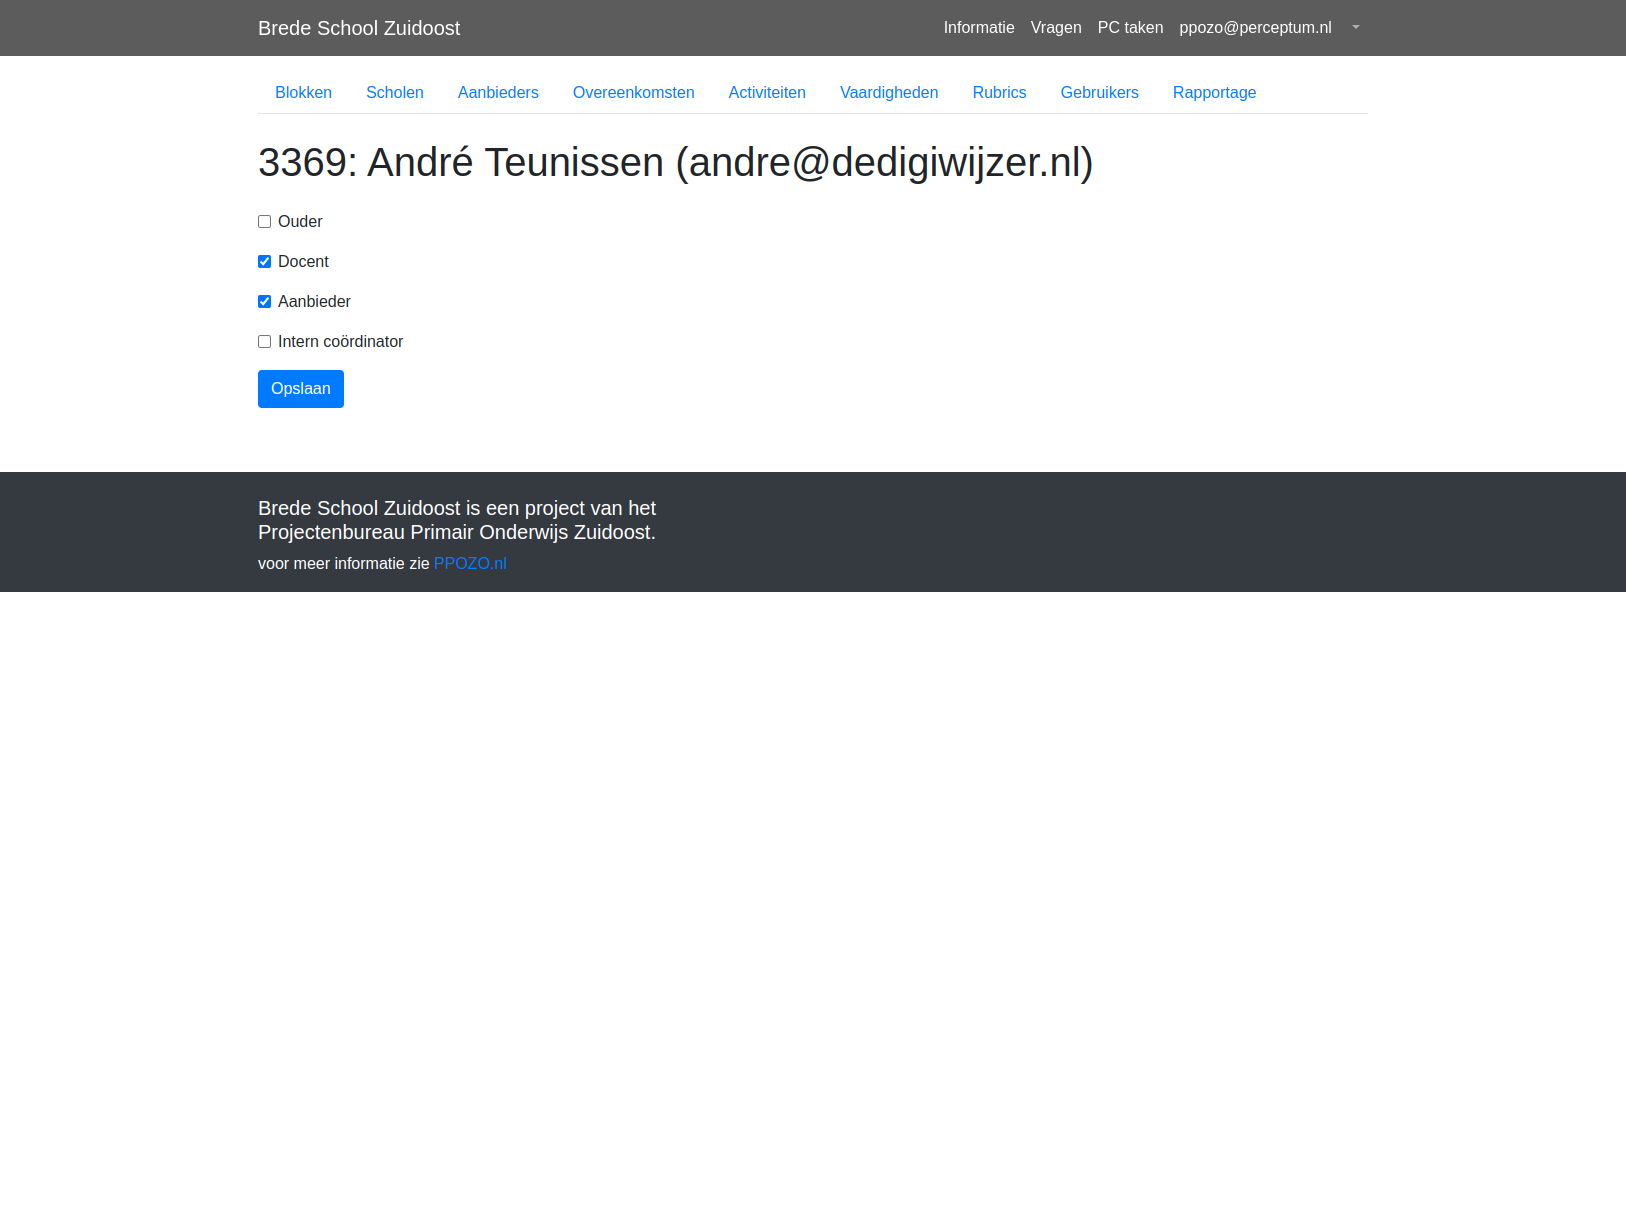 Brede School Zuidoost
Informatie Vragen PC taken ppozo@perceptum.nl
Blokken Scholen Aanbieders Overeenkomsten Activiteiten Vaardigheden Rubrics Gebruikers Rapportage
3369: André Teunissen (andre@dedigiwijzer.nl)
Ouder
Docent
Aanbieder
Intern coördinator
Opslaan
Brede School Zuidoost is een project van het
Projectenbureau Primair Onderwijs Zuidoost.
voor meer informatie zie PPOZO.nl